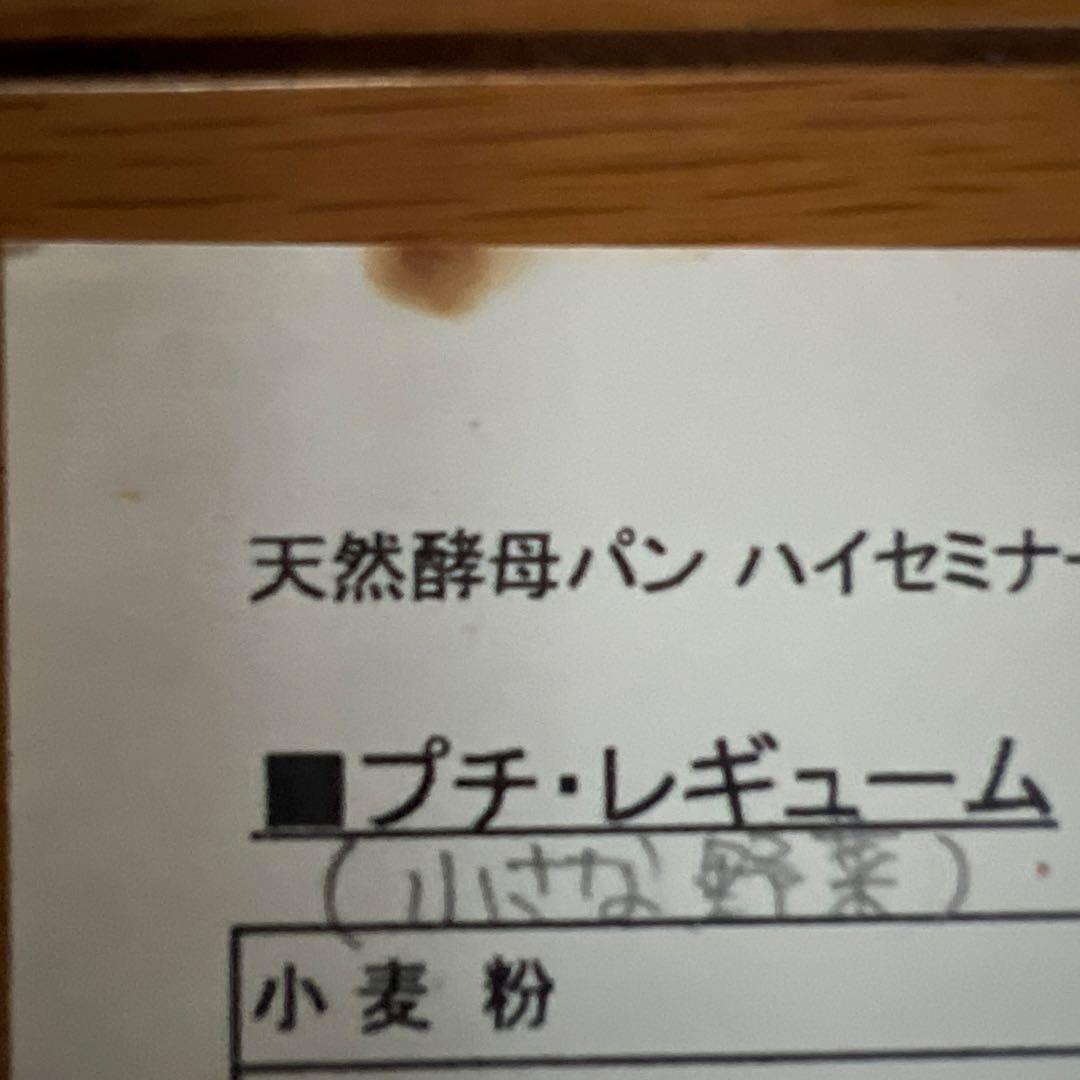 天然酵母パン ハイセミナー
■プチ・レギューム
(小さな野菜)
小麦粉